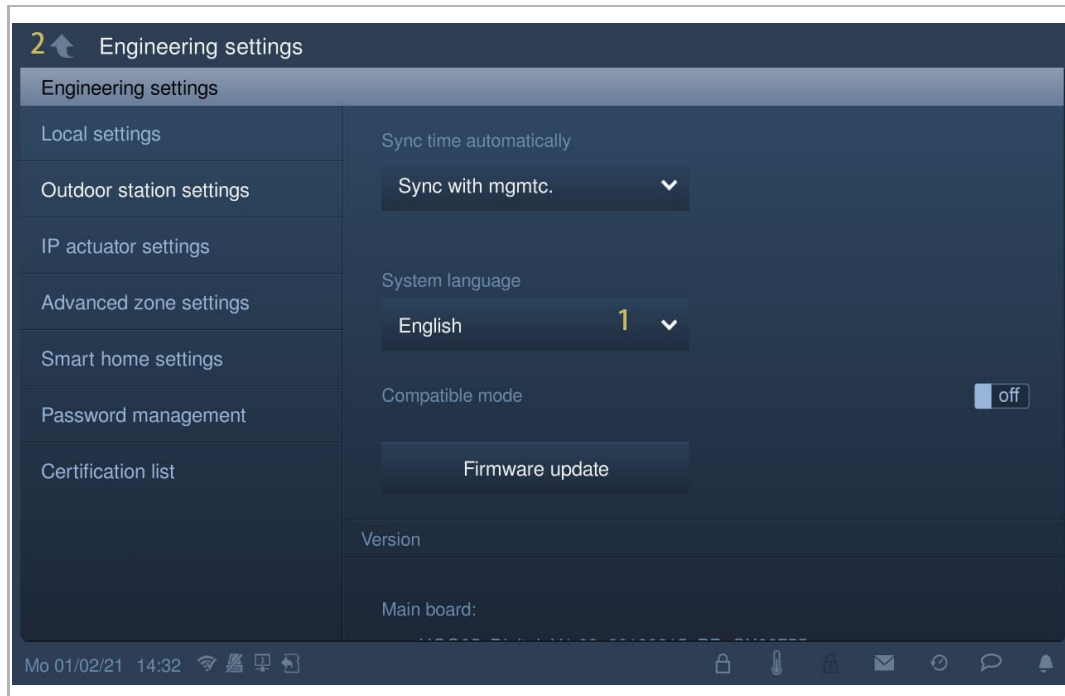 2 Engineering settings
Engineering settings
Local settings
Outdoor station settings
IP actuator settings
Advanced zone settings
Smart home settings
Password management
Certification list
Sync time automatically
Sync with mgmtc.
System language
English 1
Compatible mode
off
Firmware update
Version
Main board:
Mo 01/02/21 14:32